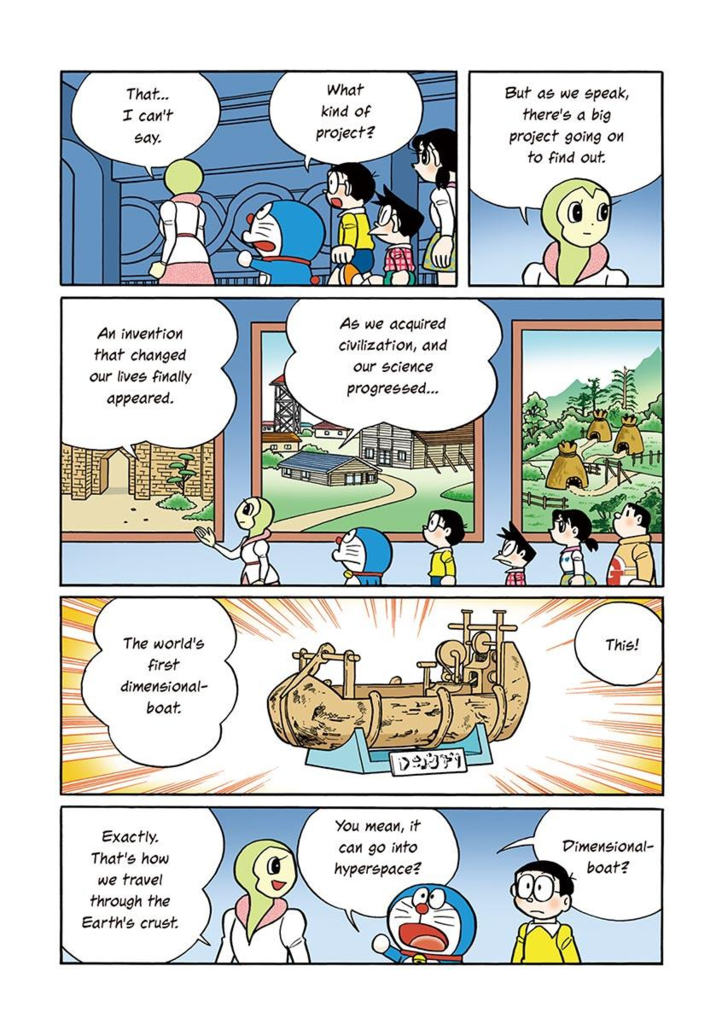 But as we speak,
there's a big
project going on
to find out.
What
kind of
project?
That...
I can't
say.
As we acquired
civilization, and
our science
progressed...
An invention
that changed
our lives finally
appeared.
This!
The world's
first
dimensional-
boat.
Dimensional-
boat?
You mean, it
can go into
hyperspace?
Exactly.
That's how
we travel
through the
Earth's crust.